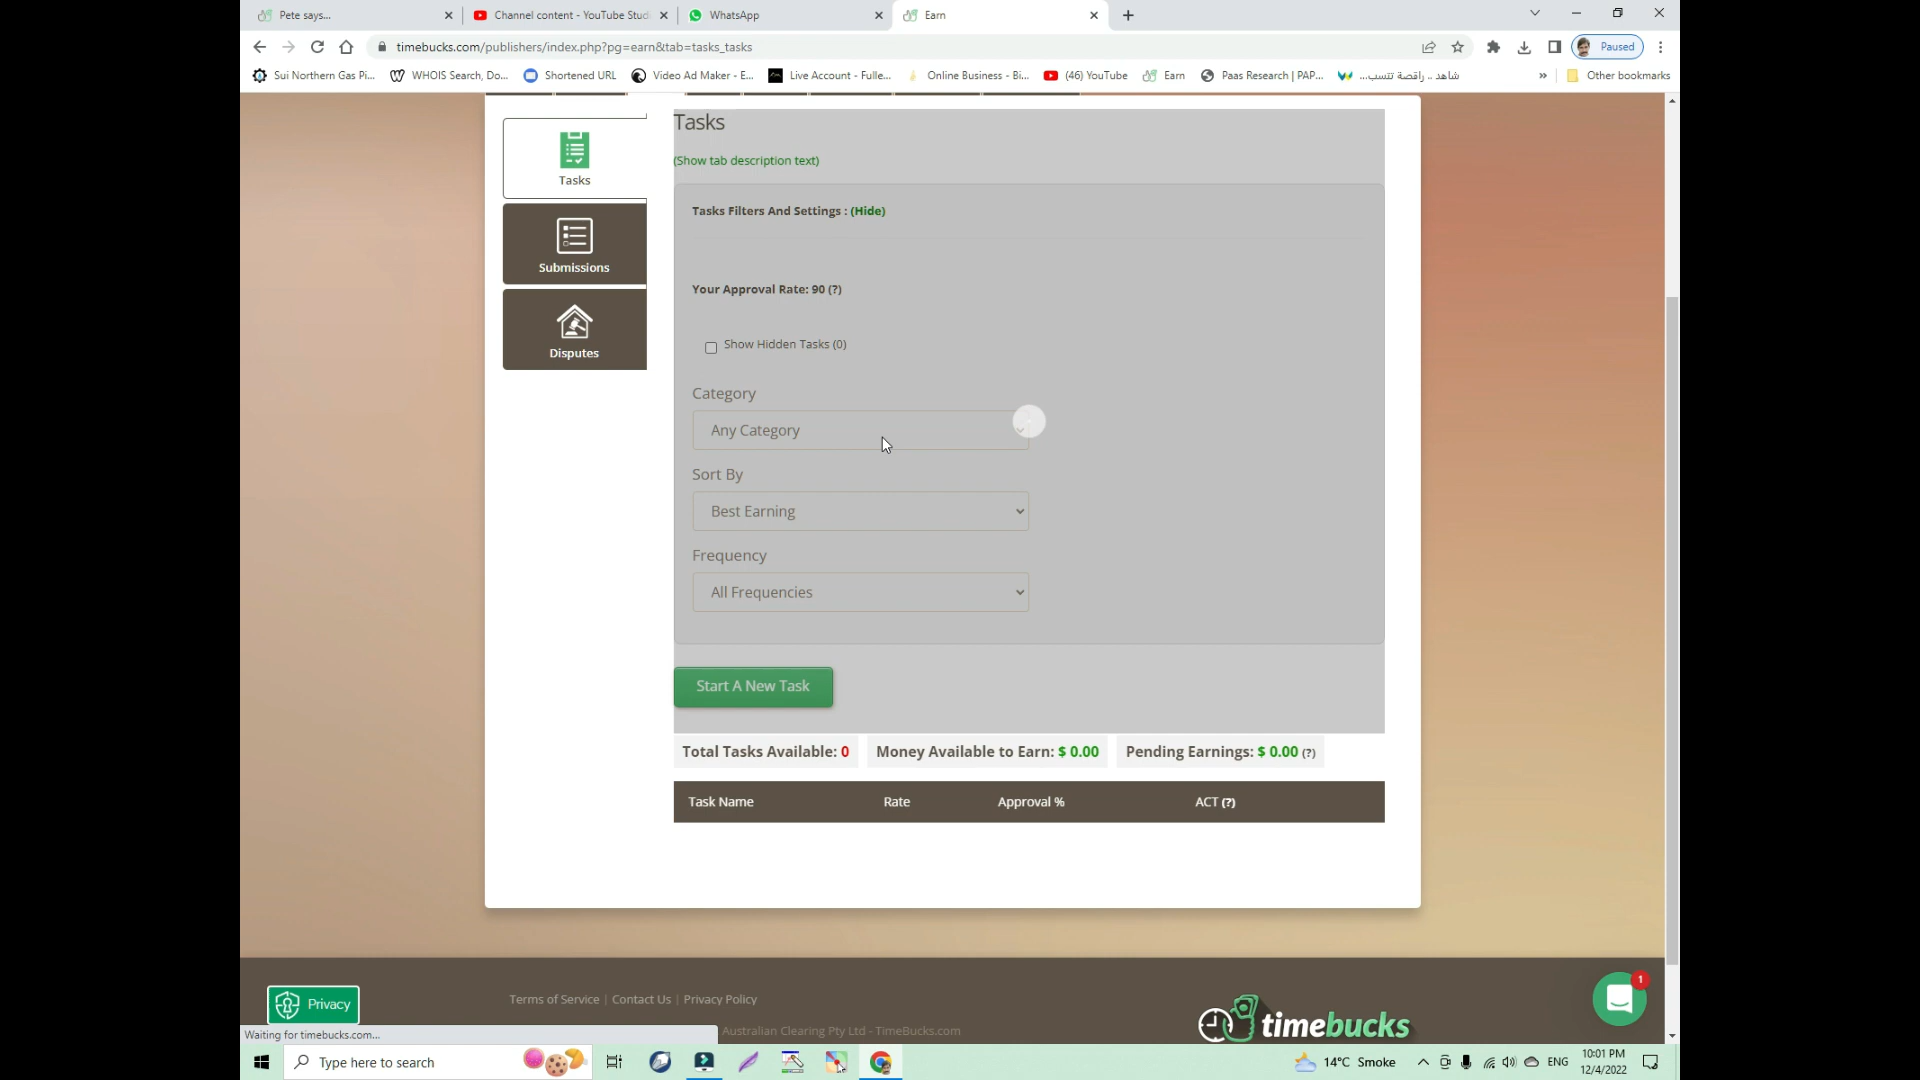 Pete says...
Channel content - YouTube Stud
WhatsApp
Earn
timebucks.com/publishers/index.php?pg=earn&tab=tasks_tasks
Paused
Sui Northern Gas Pi...
WHOIS Search, Do...
Shortened URL
Video Ad Maker - E...
Live Account - Fulle...
Online Business - Bi...
(46) YouTube
Earn
Paas Research | PAP...
شاهد .. راقصة تتسب...
»
Other bookmarks
Tasks
Submissions
Disputes
Tasks
(Show tab description text)
Tasks Filters And Settings : (Hide)
Your Approval Rate: 90 (?)
Show Hidden Tasks (0)
Category
Any Category
Sort By
Best Earning
Frequency
All Frequencies
Start A New Task
Total Tasks Available: 0
Money Available to Earn: $ 0.00
Pending Earnings: $ 0.00 (?)
Task Name Rate Approval % ACT (?)
Privacy
Terms of Service | Contact Us | Privacy Policy
Australian Clearing Pty Ltd - TimeBucks.com
timebucks
1
Waiting for timebucks.com...
Type here to search
14°C Smoke
ENG
10:01 PM
12/4/2022